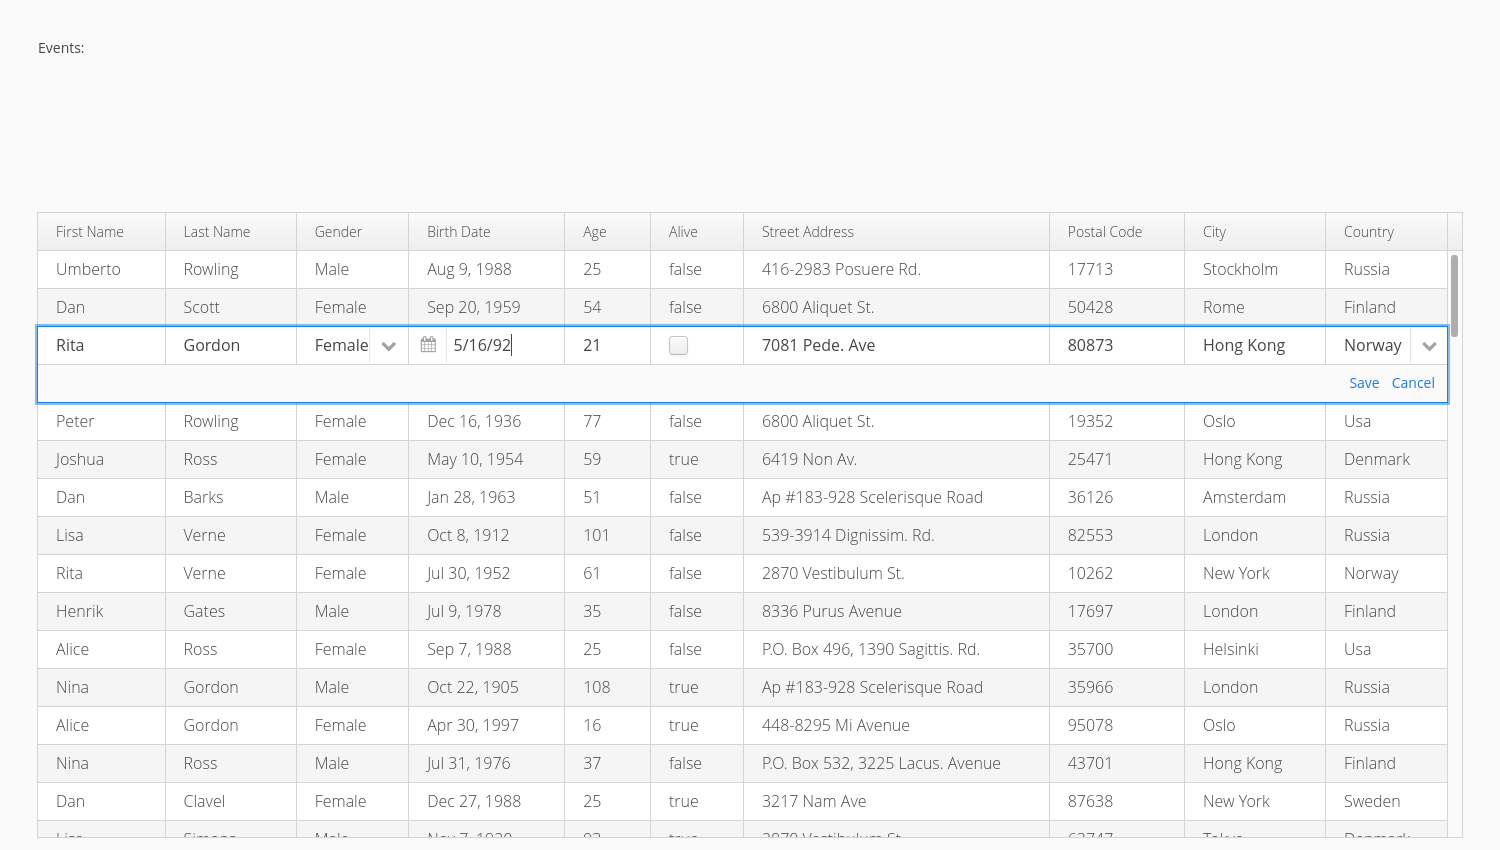 Events:
First Name Last Name Gender Birth Date Age Alive Street Address Postal Code City Country
Umberto Rowling Male Aug 9, 1988 25 false 416-2983 Posuere Rd. 17713 Stockholm Russia
Dan Scott Female Sep 20, 1959 54 false 6800 Aliquet St. 50428 Rome Finland
Rita Gordon Female 5/16/92 21 7081 Pede. Ave 80873 Hong Kong Norway
Save Cancel
Peter Rowling Female Dec 16, 1936 77 false 6800 Aliquet St. 19352 Oslo Usa
Joshua Ross Female May 10, 1954 59 true 6419 Non Av. 25471 Hong Kong Denmark
Dan Barks Male Jan 28, 1963 51 false Ap #183-928 Scelerisque Road 36126 Amsterdam Russia
Lisa Verne Female Oct 8, 1912 101 false 539-3914 Dignissim. Rd. 82553 London Russia
Rita Verne Female Jul 30, 1952 61 false 2870 Vestibulum St. 10262 New York Norway
Henrik Gates Male Jul 9, 1978 35 false 8336 Purus Avenue 17697 London Finland
Alice Ross Female Sep 7, 1988 25 false P.O. Box 496, 1390 Sagittis. Rd. 35700 Helsinki Usa
Nina Gordon Male Oct 22, 1905 108 true Ap #183-928 Scelerisque Road 35966 London Russia
Alice Gordon Female Apr 30, 1997 16 true 448-8295 Mi Avenue 95078 Oslo Russia
Nina Ross Male Jul 31, 1976 37 false P.O. Box 532, 3225 Lacus. Avenue 43701 Hong Kong Finland
Dan Clavel Female Dec 27, 1988 25 true 3217 Nam Ave 87638 New York Sweden